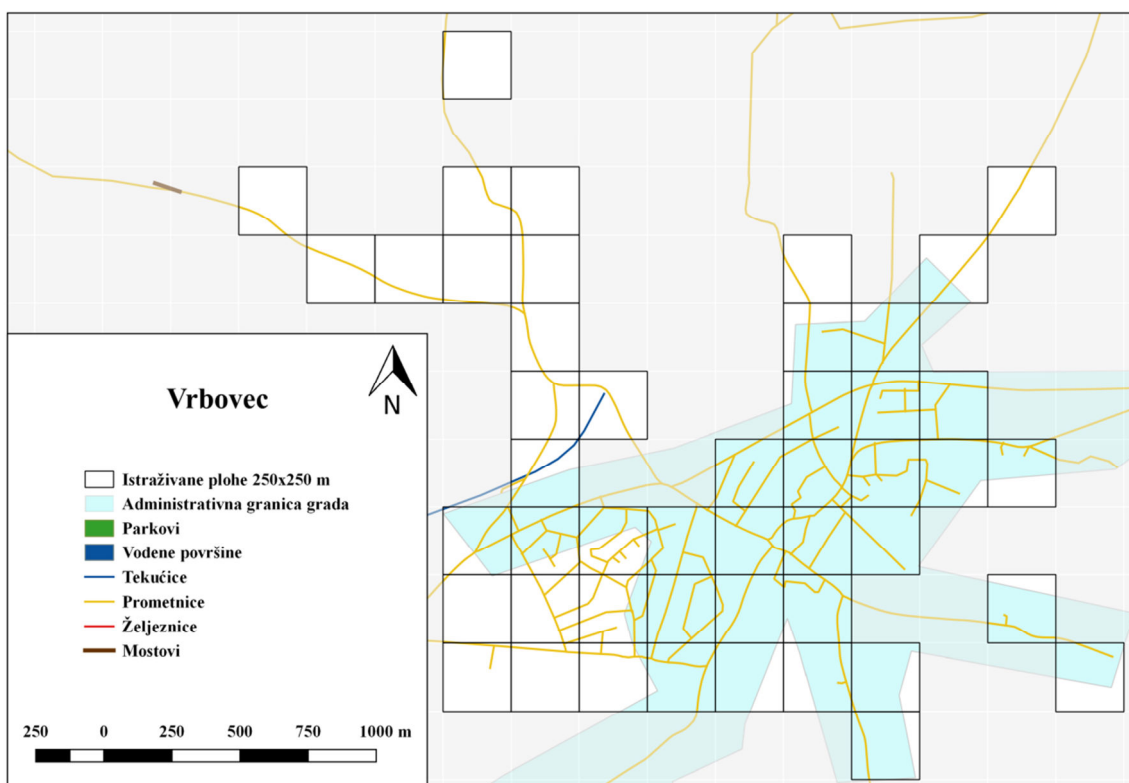 Vrbovec
N
Istraživane plohe 250x250 m
Administrativna granica grada
Parkovi
Vodene površine
Tekućice
Prometnice
Željeznice
Mostovi
250 0 250 500 750 1000 m